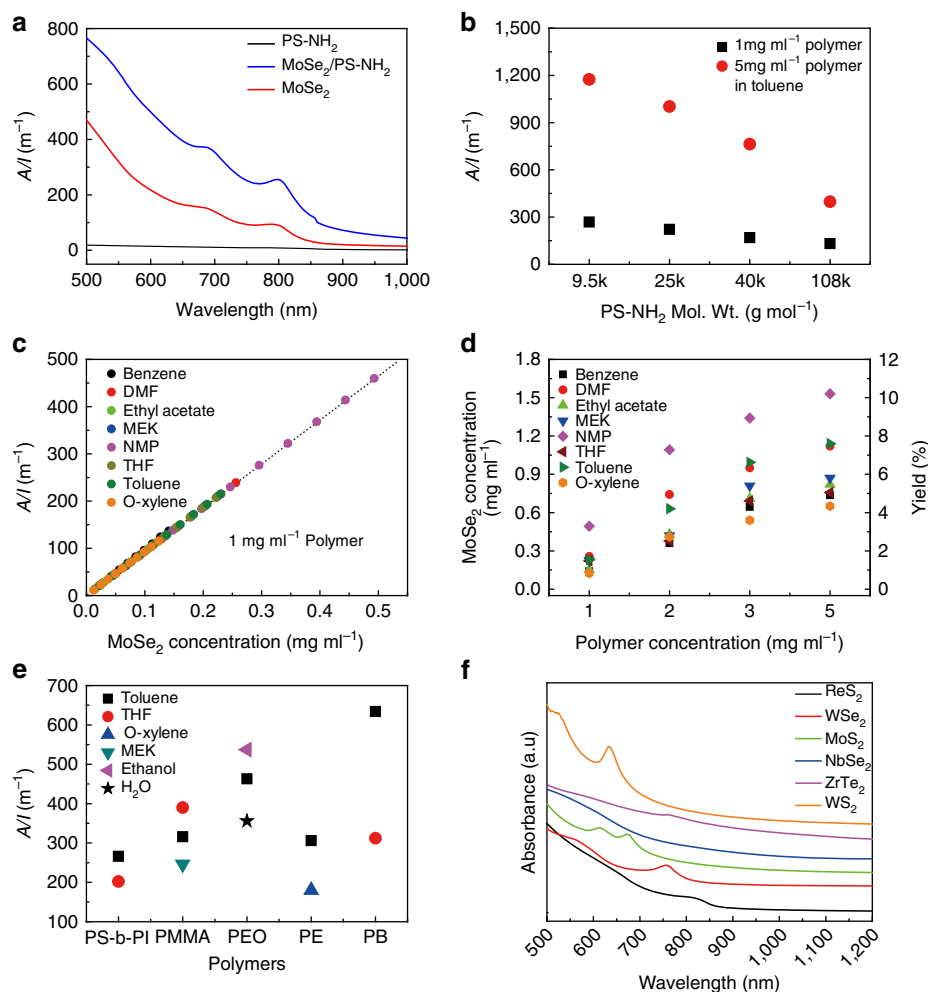 a
800
600
400
200
0
A/l (m⁻¹)
500 600 700 800 900 1,000
Wavelength (nm)
PS-NH₂
MoSe₂/PS-NH₂
MoSe₂
b
1,500
1,200
900
600
300
0
A/l (m⁻¹)
1mg ml⁻¹ polymer
5mg ml⁻¹ polymer
in toluene
9.5k 25k 40k 108k
PS-NH₂ Mol. Wt. (g mol⁻¹)
c
500
400
300
200
100
0
A/l (m⁻¹)
Benzene
DMF
Ethyl acetate
MEK
NMP
THF
Toluene
O-xylene
1 mg ml⁻¹ Polymer
0.0 0.1 0.2 0.3 0.4 0.5
MoSe₂ concentration (mg ml⁻¹)
d
1.8
1.5
1.2
0.9
0.6
0.3
0.0
MoSe₂ concentration
(mg ml⁻¹)
Benzene
DMF
Ethyl acetate
MEK
NMP
THF
Toluene
O-xylene
12
10
8
6
4
2
0
Yield (%)
1 2 3 5
Polymer concentration (mg ml⁻¹)
e
700
600
500
400
300
200
100
A/l (m⁻¹)
Toluene
THF
O-xylene
MEK
Ethanol
H₂O
PS-b-PI PMMA PEO PE PB
Polymers
f
Absorbance (a.u)
ReS₂
WSe₂
MoS₂
NbSe₂
ZrTe₂
WS₂
500 600 700 800 900 1,000 1,100 1,200
Wavelength (nm)